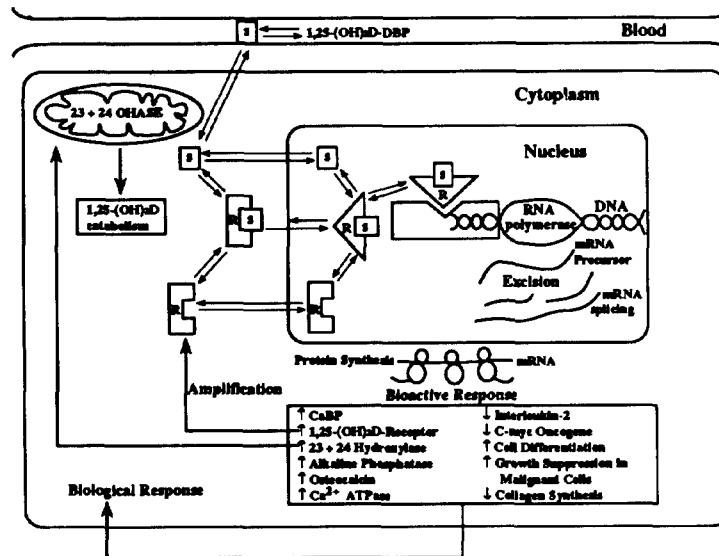 S
1,25-(OH)₂D-DBP
Blood
Cytoplasm
23 + 24 OHASE
Nucleus
S
S
S
R
1,25-(OH)₂D
catabolism
R
S
R
S
RNA
polymerase
DNA
mRNA
Precursor
Excision
mRNA
splicing
R
R
Protein Synthesis
mRNA
Bioactive Response
Amplification
↑ CaBP
↑ 1,25-(OH)₂D-Receptor
↑ 23 + 24 Hydroxylase
↑ Alkaline Phosphatase
↑ Osteocalcin
↑ Ca²⁺ ATPase
↓ Interleukin-2
↓ C-myc Oncogene
↑ Cell Differentiation
↑ Growth Suppression in
Malignant Cells
↓ Collagen Synthesis
Biological Response